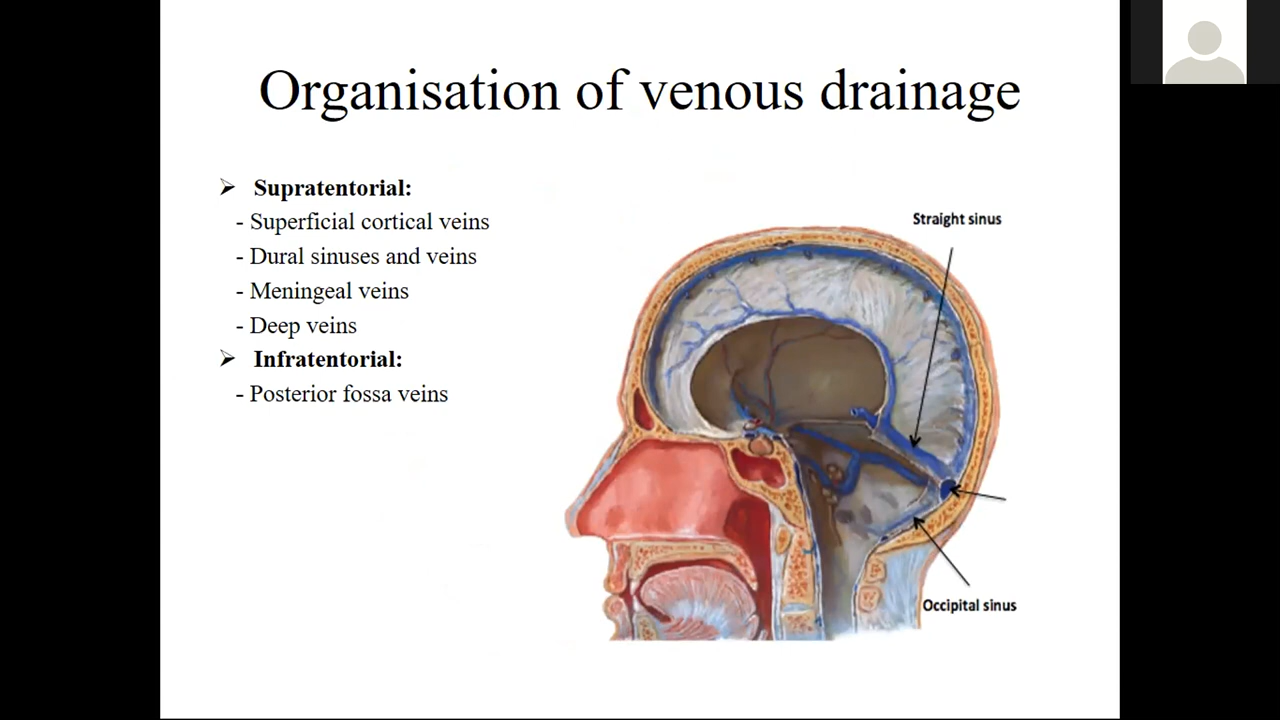 Organisation of venous drainage
➢ Supratentorial:
- Superficial cortical veins
- Dural sinuses and veins
- Meningeal veins
- Deep veins
➢ Infratentorial:
- Posterior fossa veins
Straight sinus
Occipital sinus